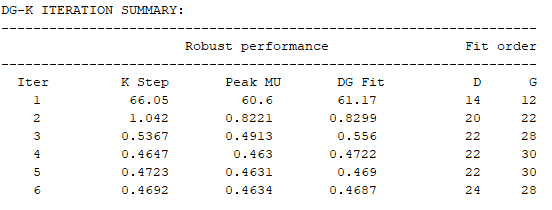 DG-K ITERATION SUMMARY:
-----------------------------------------------------------------
Robust performance Fit order
-----------------------------------------------------------------
Iter K Step Peak MU DG Fit D G
1 66.05 60.6 61.17 14 12
2 1.042 0.8221 0.8299 20 22
3 0.5367 0.4913 0.556 22 28
4 0.4647 0.463 0.4722 22 30
5 0.4723 0.4631 0.469 22 30
6 0.4692 0.4634 0.4687 24 28